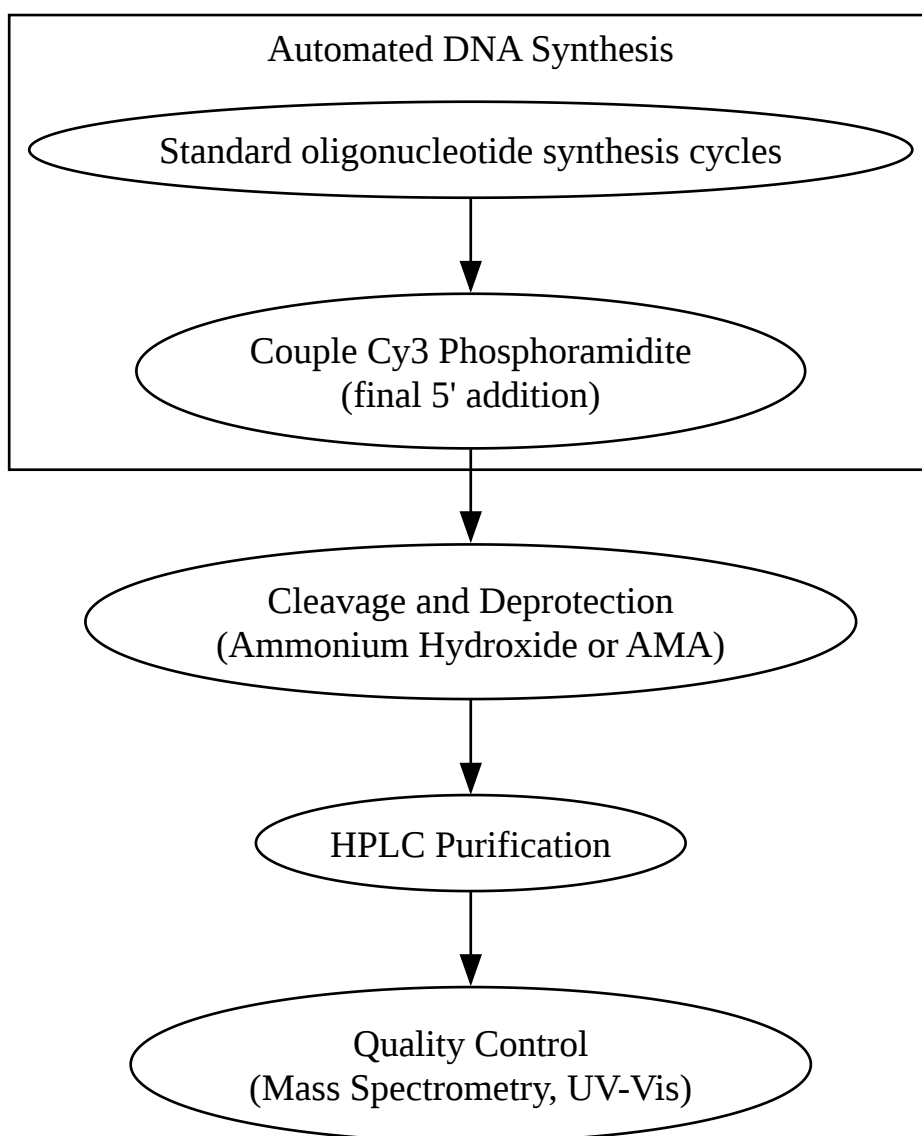 Automated DNA Synthesis
Standard oligonucleotide synthesis cycles
Couple Cy3 Phosphoramidite
(final 5' addition)
Cleavage and Deprotection
(Ammonium Hydroxide or AMA)
HPLC Purification
Quality Control
(Mass Spectrometry, UV-Vis)